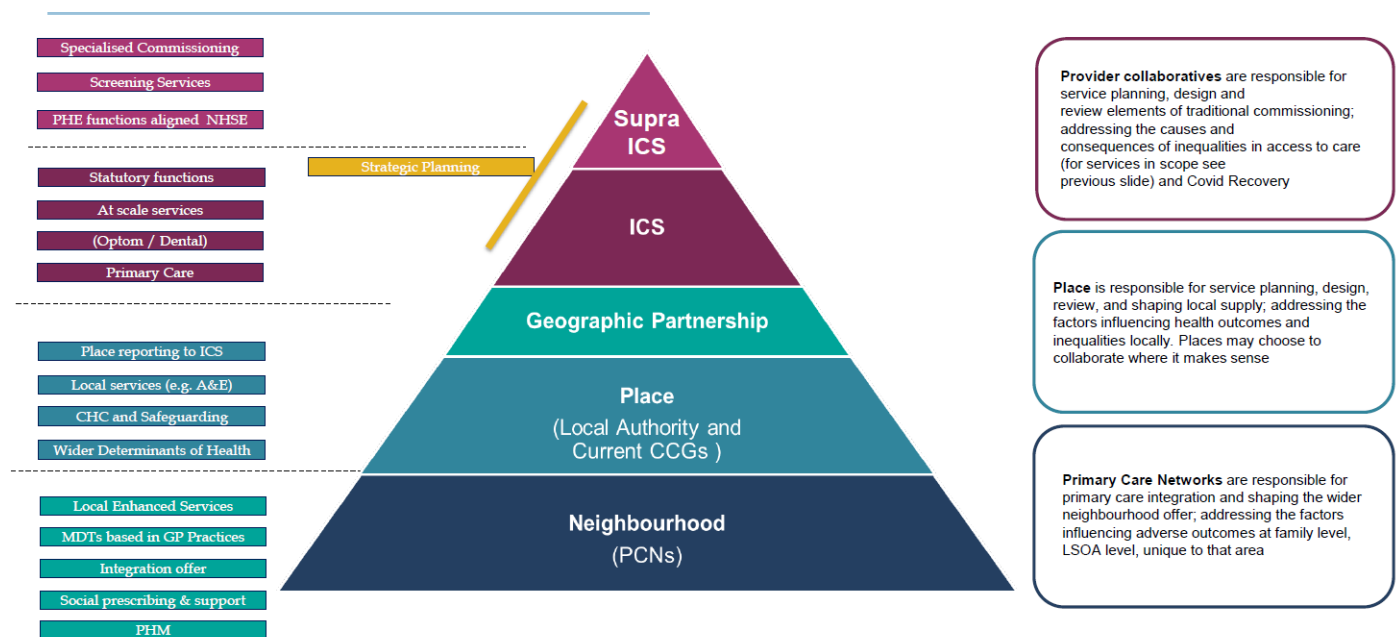 Specialised Commissioning
Screening Services
PHE functions aligned  NHSE
Strategic Planning
Statutory functions
At scale services
(Optom / Dental)
Primary Care
Place reporting to ICS
Local services (e.g. A&E)
CHC and Safeguarding
Wider Determinants of Health
Local Enhanced Services
MDTs based in GP Practices
Integration offer
Social prescribing & support
PHM
Supra
ICS
ICS
Geographic Partnership
Place
(Local Authority and
Current CCGs )
Neighbourhood
(PCNs)
Provider collaboratives are responsible for
service planning, design and
review elements of traditional commissioning;
addressing the causes and
consequences of inequalities in access to care
(for services in scope see
previous slide) and Covid Recovery
Place is responsible for service planning, design,
review, and shaping local supply; addressing the
factors influencing health outcomes and
inequalities locally. Places may choose to
collaborate where it makes sense
Primary Care Networks are responsible for
primary care integration and shaping the wider
neighbourhood offer; addressing the factors
influencing adverse outcomes at family level,
LSOA level, unique to that area